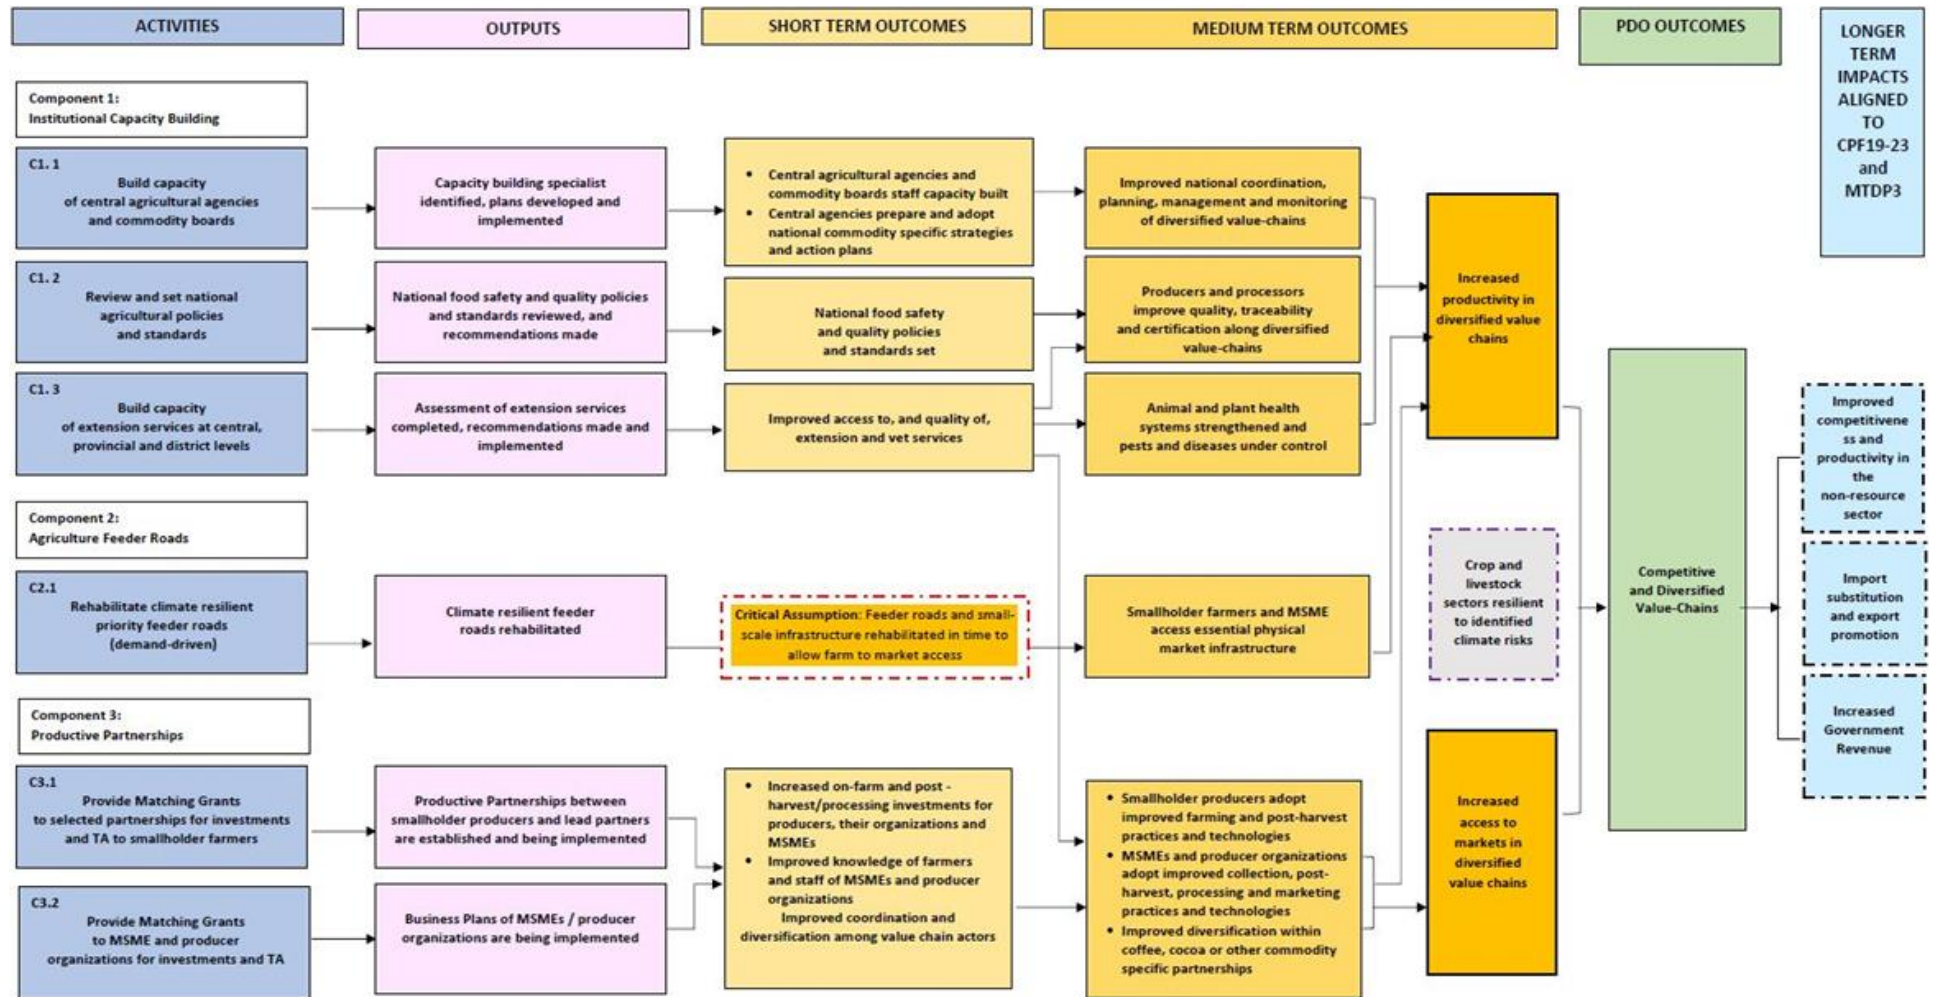 ACTIVITIES
OUTPUTS
SHORT TERM OUTCOMES
MEDIUM TERM OUTCOMES
PDO OUTCOMES
LONGER
TERM
IMPACTS
ALIGNED
TO
CPF19-23
and
MTDP3
Component 1:
Institutional Capacity Building
C1. 1
Build capacity
of central agricultural agencies
and commodity boards
Capacity building specialist
identified, plans developed and
implemented
• Central agricultural agencies and
commodity boards staff capacity built
• Central agencies prepare and adopt
national commodity specific strategies
and action plans
Improved national coordination,
planning, management and monitoring
of diversified value-chains
C1. 2
Review and set national
agricultural policies
and standards
National food safety and quality policies
and standards reviewed, and
recommendations made
National food safety
and quality policies
and standards set
Producers and processors
improve quality, traceability
and certification along diversified
value-chains
C1. 3
Build capacity
of extension services at central,
provincial and district levels
Assessment of extension services
completed, recommendations made and
implemented
Improved access to, and quality of,
extension and vet services
Animal and plant health
systems strengthened and
pests and diseases under control
Increased
productivity in
diversified value
chains
Component 2:
Agriculture Feeder Roads
C2.1
Rehabilitate climate resilient
priority feeder roads
(demand-driven)
Climate resilient feeder
roads rehabilitated
Critical Assumption: Feeder roads and small-
scale infrastructure rehabilitated in time to
allow farm to market access
Smallholder farmers and MSME
access essential physical
market infrastructure
Crop and
livestock
sectors resilient
to identified
climate risks
Competitive
and Diversified
Value-Chains
Improved
competitivene
ss and
productivity in
the
non-resource
sector
Import
substitution
and export
promotion
Increased
Government
Revenue
Component 3:
Productive Partnerships
C3.1
Provide Matching Grants
to selected partnerships for investments
and TA to smallholder farmers
Productive Partnerships between
smallholder producers and lead partners
are established and being implemented
C3.2
Provide Matching Grants
to MSME and producer
organizations for investments and TA
Business Plans of MSMEs / producer
organizations are being implemented
• Increased on-farm and post -
harvest/processing investments for
producers, their organizations and
MSMEs
• Improved knowledge of farmers
and staff of MSMEs and producer
organizations
Improved coordination and
diversification among value chain actors
• Smallholder producers adopt
improved farming and post-harvest
practices and technologies
• MSMEs and producer organizations
adopt improved collection, post-
harvest, processing and marketing
practices and technologies
• Improved diversification within
coffee, cocoa or other commodity
specific partnerships
Increased
access to
markets in
diversified
value chains